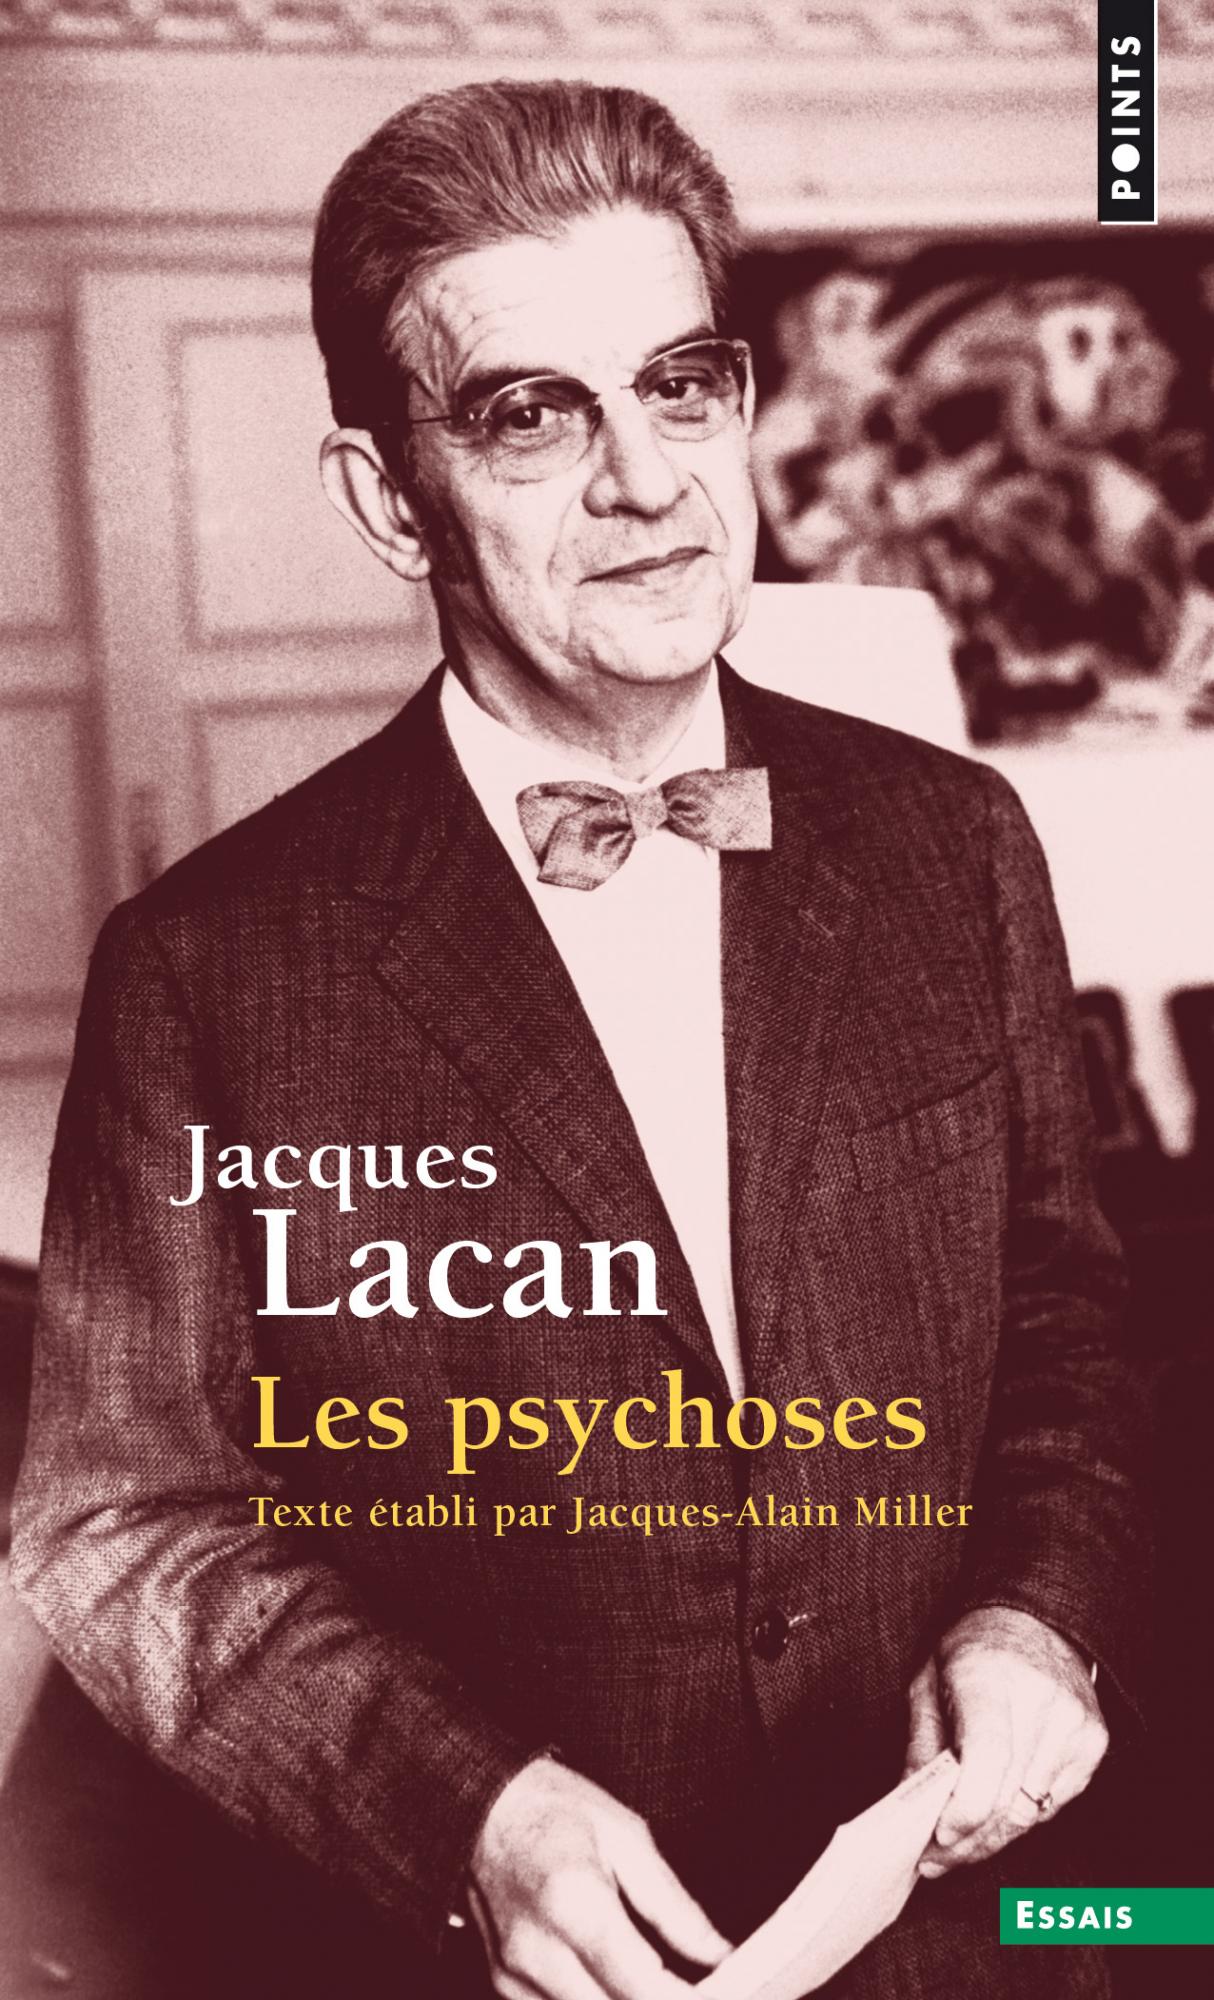 POINTS
Jacques
Lacan
Les psychoses
Texte établi par Jacques-Alain Miller
ESSAIS